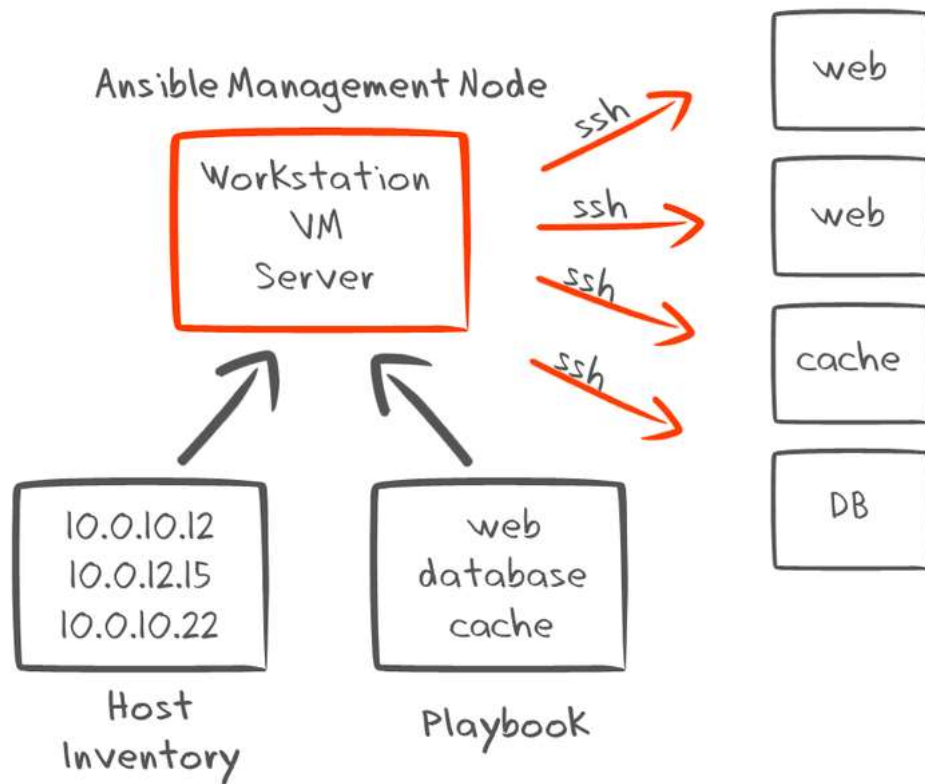 Ansible Management Node
Workstation
VM
Server
ssh
ssh
ssh
ssh
web
web
cache
DB
10.0.10.12
10.0.12.15
10.0.10.22
Host
Inventory
web
database
cache
Playbook